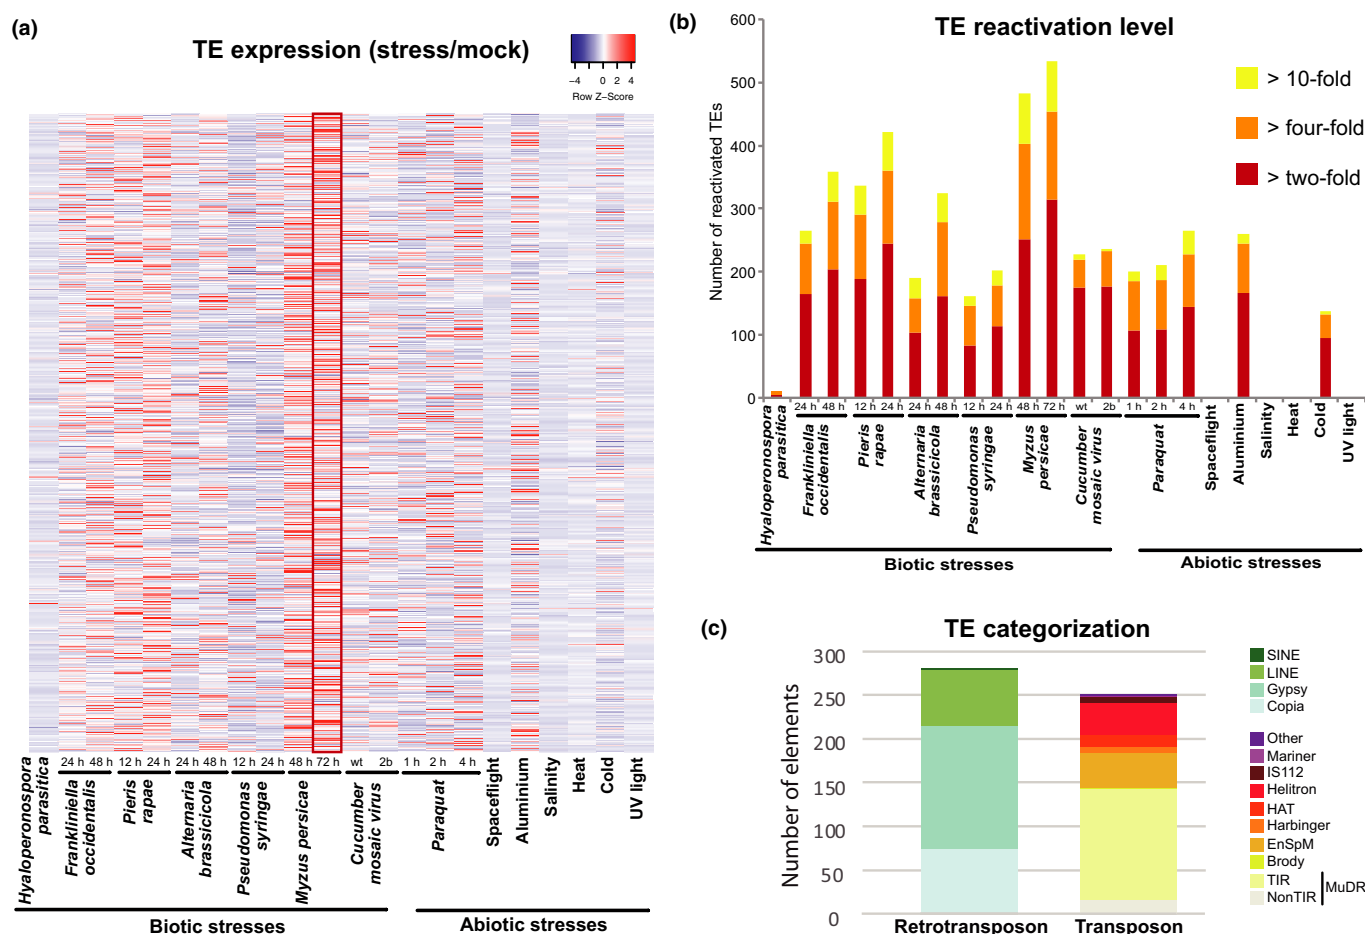 (a)
TE expression (stress/mock)
−4 0 2 4
Row Z−Score
24 h 48 h 12 h 24 h 24 h 48 h 12 h 24 h 48 h 72 h wt 2b 1 h 2 h 4 h
Hyaloperonospora
parasitica
Frankliniella
occidentalis
Pieris
rapae
Alternaria
brassicicola
Pseudomonas
syringae
Myzus persicae
Cucumber
mosaic virus
Paraquat
Spaceflight
Aluminium
Salinity
Heat
Cold
UV light
Biotic stresses
Abiotic stresses
(b)
TE reactivation level
Number of reactivated TEs
600
500
400
300
200
100
0
> 10-fold
> four-fold
> two-fold
24 h 48 h 12 h 24 h 24 h 48 h 12 h 24 h 48 h 72 h wt 2b 1 h 2 h 4 h
Hyaloperonospora
parasitica
Frankliniella
occidentalis
Pieris
rapae
Alternaria
brassicicola
Pseudomonas
syringae
Myzus
persicae
Cucumber
mosaic virus
Paraquat
Spaceflight
Aluminium
Salinity
Heat
Cold
UV light
Biotic stresses
Abiotic stresses
(c)
TE categorization
Number of elements
300
250
200
150
100
50
0
Retrotransposon
Transposon
SINE
LINE
Gypsy
Copia
Other
Mariner
IS112
Helitron
HAT
Harbinger
EnSpM
Brody
TIR
NonTIR
MuDR